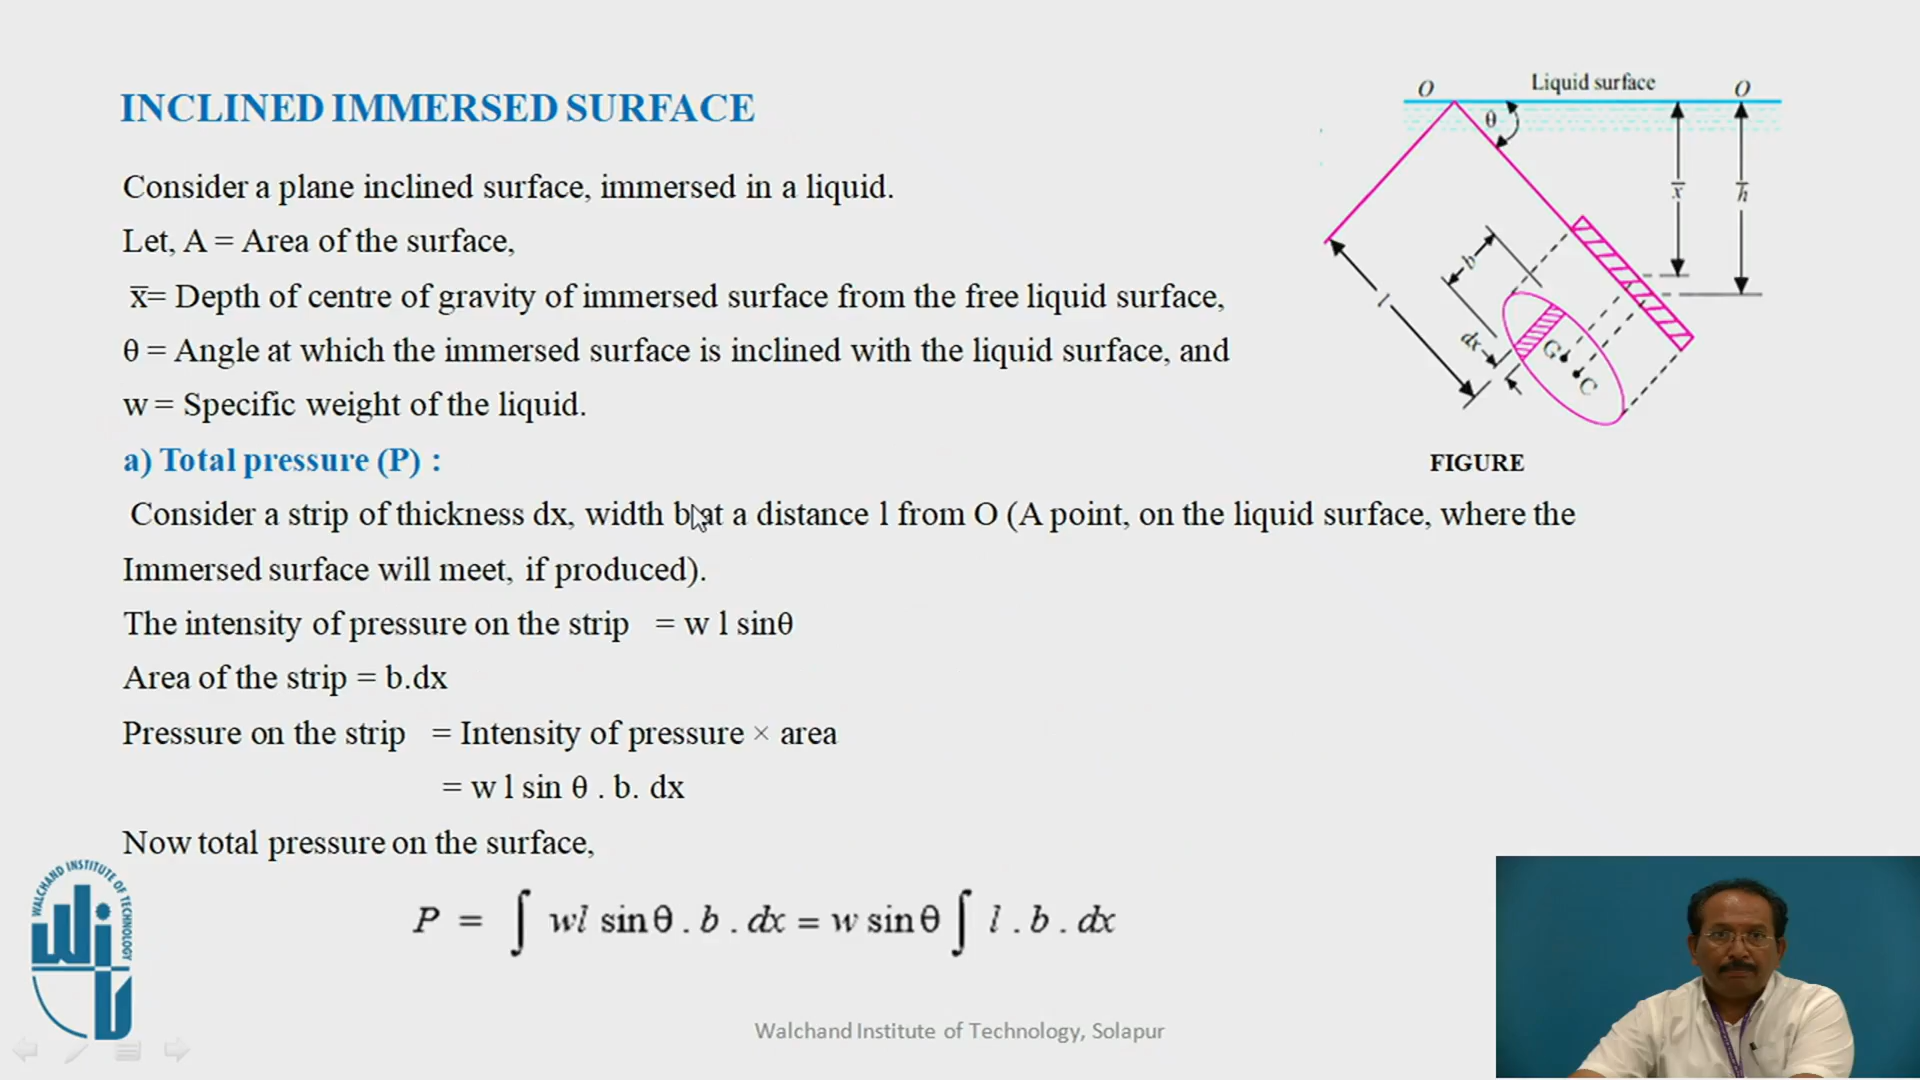 INCLINED IMMERSED SURFACE
Consider a plane inclined surface, immersed in a liquid.
Let, A = Area of the surface,
x̅= Depth of centre of gravity of immersed surface from the free liquid surface,
θ = Angle at which the immersed surface is inclined with the liquid surface, and
w = Specific weight of the liquid.
a) Total pressure (P) :
Consider a strip of thickness dx, width b at a distance l from O (A point, on the liquid surface, where the
Immersed surface will meet, if produced).
The intensity of pressure on the strip = w l sinθ
Area of the strip = b.dx
Pressure on the strip = Intensity of pressure × area
= w l sin θ . b. dx
Now total pressure on the surface,
P = ∫ wl sinθ . b . dx = w sinθ ∫ l . b . dx
O Liquid surface O
θ
x̅
h̅
b
l
dx
G
C
FIGURE
WALCHAND INSTITUTE OF TECHNOLOGY
Walchand Institute of Technology, Solapur